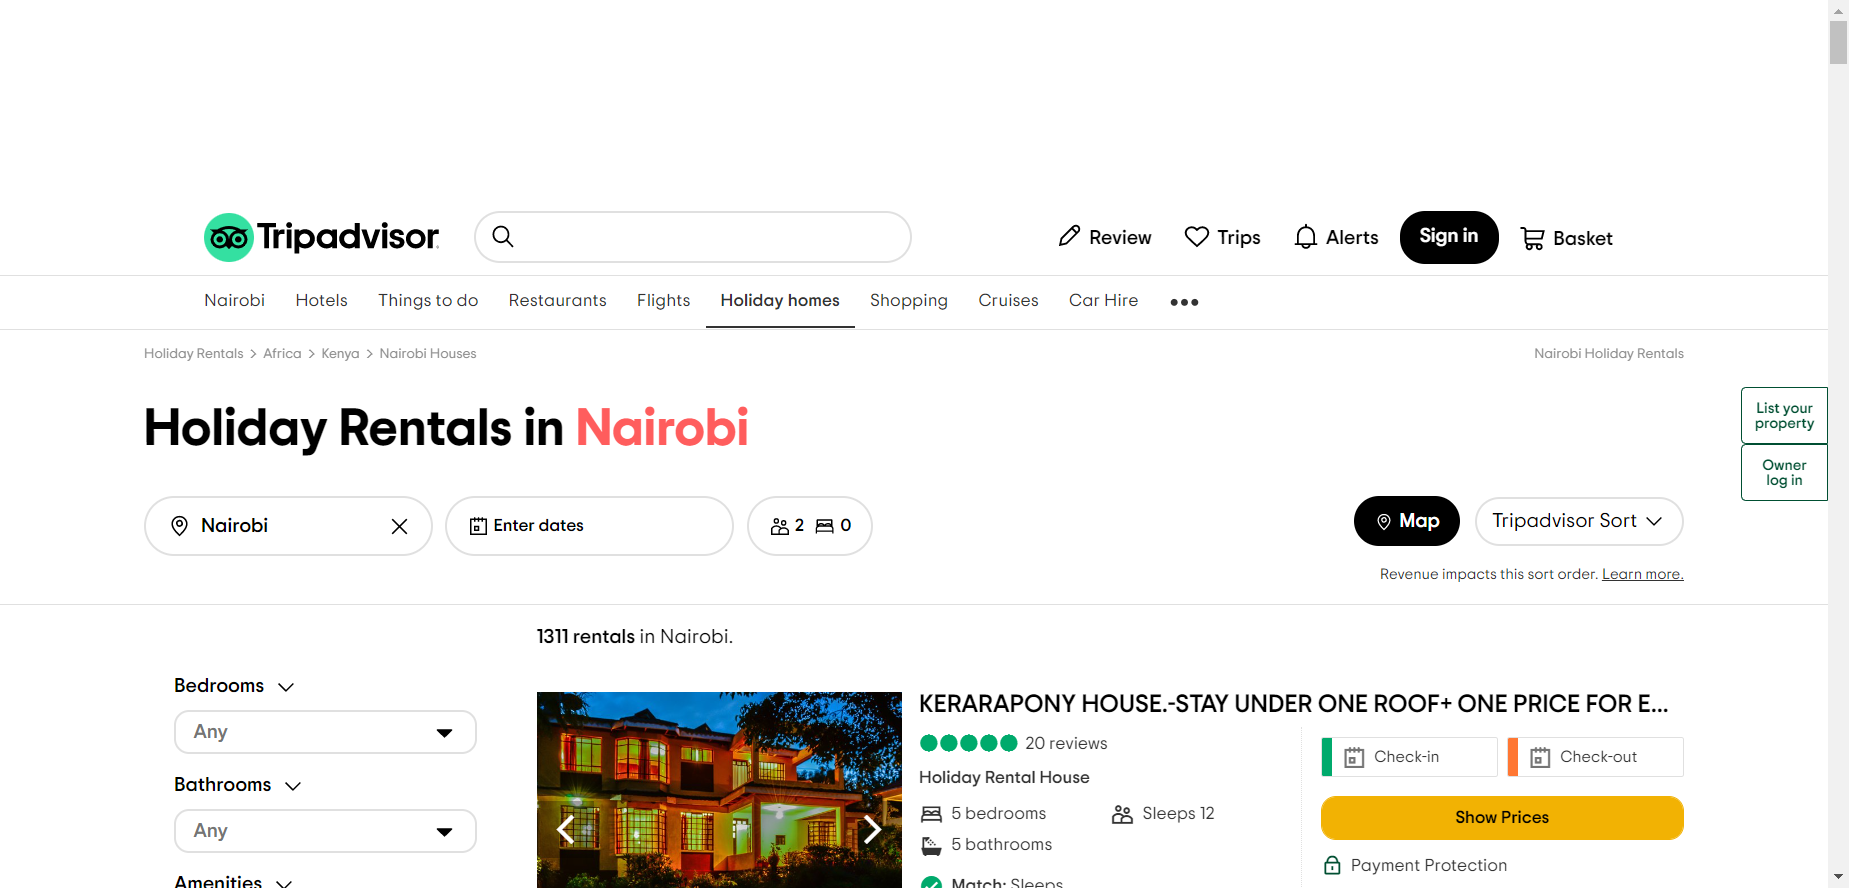 Tripadvisor
Review
Trips
Alerts
Sign in
Basket
Nairobi
Hotels
Things to do
Restaurants
Flights
Holiday homes
Shopping
Cruises
Car Hire
Holiday Rentals > Africa > Kenya > Nairobi Houses
Nairobi Holiday Rentals
List your
property
Owner
log in
Holiday Rentals in Nairobi
Nairobi
Enter dates
2 0
Map
Tripadvisor Sort
Revenue impacts this sort order. Learn more.
1311 rentals in Nairobi.
Bedrooms
Any
Bathrooms
Any
Amenities
KERARAPONY HOUSE.-STAY UNDER ONE ROOF+ ONE PRICE FOR E...
20 reviews
Holiday Rental House
5 bedrooms
Sleeps 12
5 bathrooms
Match: Sleeps
Check-in
Check-out
Show Prices
Payment Protection